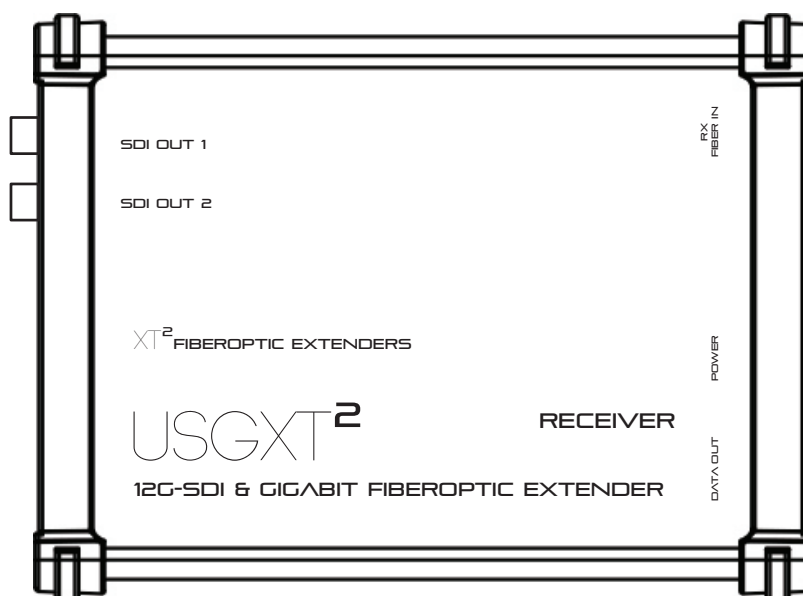 SDI OUT 1
RX
FIBER IN
SDI OUT 2
XT² FIBEROPTIC EXTENDERS
POWER
USGXT²
RECEIVER
DATA OUT
12G-SDI & GIGABIT FIBEROPTIC EXTENDER